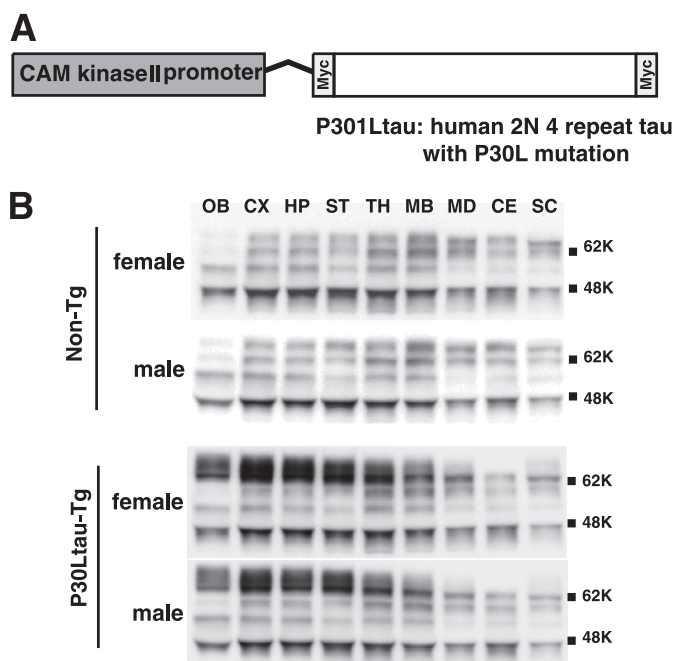 A
CAM kinaseII promoter
Myc
Myc
P301Ltau: human 2N 4 repeat tau
with P30L mutation
B
OB CX HP ST TH MB MD CE SC
Non-Tg
female
62K
48K
male
62K
48K
P30Ltau-Tg
female
62K
48K
male
62K
48K